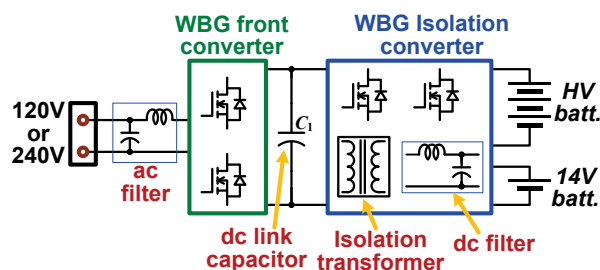 WBG front
converter
WBG Isolation
converter
120V
or
240V
ac
filter
C1
dc link
capacitor
Isolation
transformer
dc filter
HV
batt.
14V
batt.